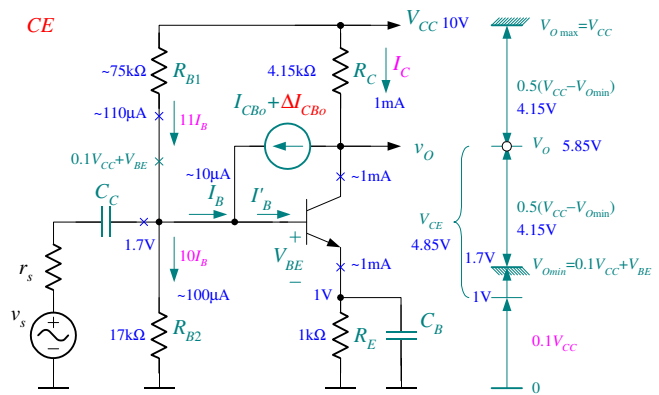 CE
V_CC 10V
V_O max=V_CC
~75kΩ R_B1
4.15kΩ R_C
I_C
1mA
~110µA 11I_B
I_CBo+ΔI_CBo
0.5(V_CC−V_Omin)
4.15V
v_O
V_O 5.85V
0.1V_CC+V_BE
~10µA
~1mA
C_C
I_B I'_B
1.7V
V_CE
4.85V
0.5(V_CC−V_Omin)
4.15V
+
V_BE
−
10I_B
~1mA
1.7V
V_Omin=0.1V_CC+V_BE
r_s
~100µA
1V
1V
v_s
+
−
17kΩ R_B2
1kΩ R_E
C_B
0.1V_CC
0